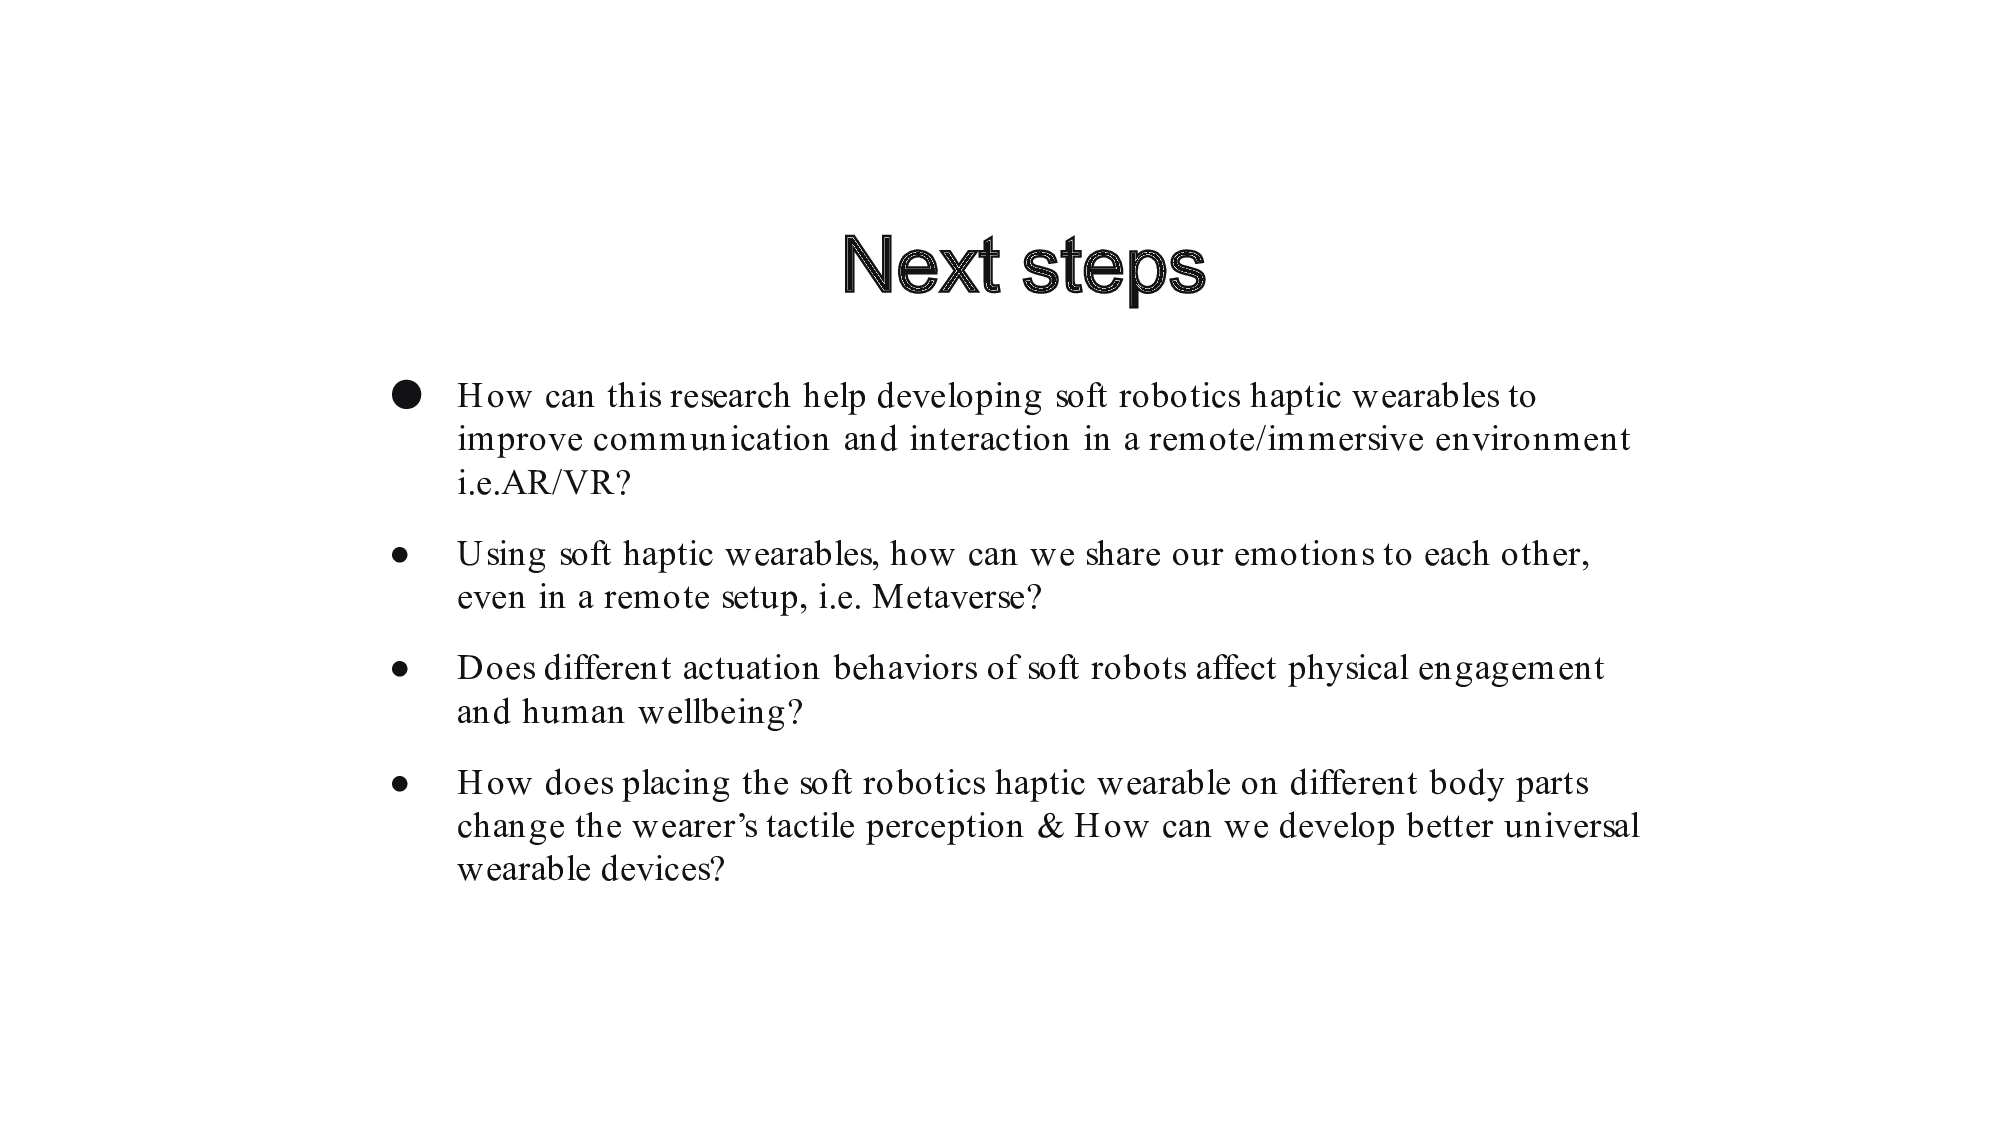 Next steps
● How can this research help developing soft robotics haptic wearables to
improve communication and interaction in a remote/immersive environment
i.e.AR/VR?
● Using soft haptic wearables, how can we share our emotions to each other,
even in a remote setup, i.e. Metaverse?
● Does different actuation behaviors of soft robots affect physical engagement
and human wellbeing?
● How does placing the soft robotics haptic wearable on different body parts
change the wearer’s tactile perception & How can we develop better universal
wearable devices?